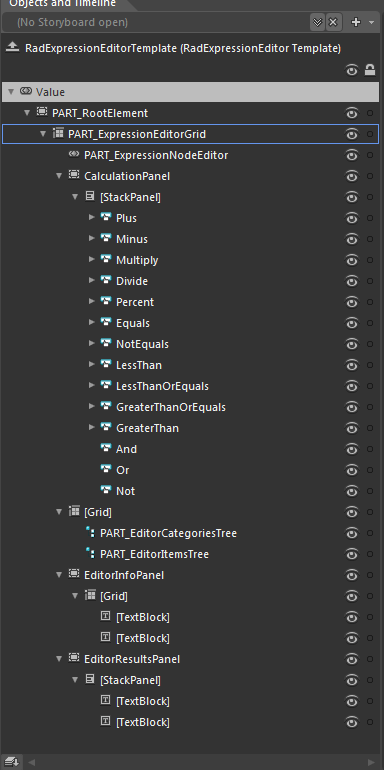 Objects and Timeline
(No Storyboard open)
RadExpressionEditorTemplate (RadExpressionEditor Template)
Value
PART_RootElement
PART_ExpressionEditorGrid
PART_ExpressionNodeEditor
CalculationPanel
[StackPanel]
Plus
Minus
Multiply
Divide
Percent
Equals
NotEquals
LessThan
LessThanOrEquals
GreaterThanOrEquals
GreaterThan
And
Or
Not
[Grid]
PART_EditorCategoriesTree
PART_EditorItemsTree
EditorInfoPanel
[Grid]
[TextBlock]
[TextBlock]
EditorResultsPanel
[StackPanel]
[TextBlock]
[TextBlock]